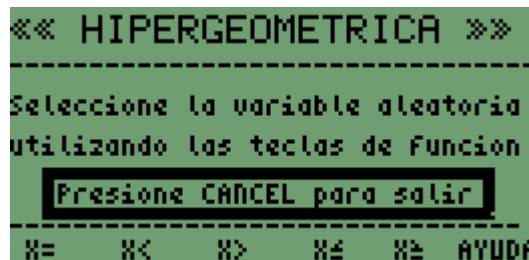 «« HIPERGEOMETRICA »»
Seleccione la variable aleatoria
utilizando las teclas de funcion
Presione CANCEL para salir
X= X< X> X≤ X≥ AYUDA